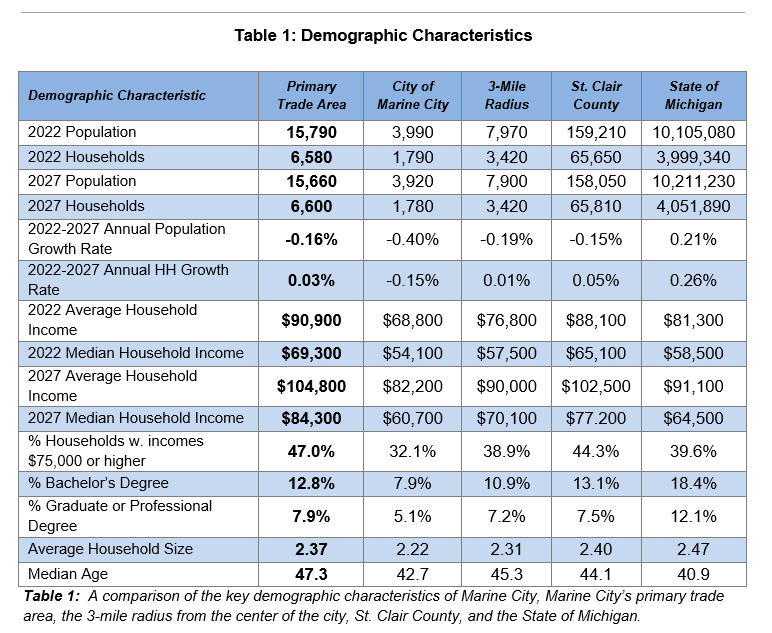 Table 1: Demographic Characteristics
Demographic Characteristic Primary Trade Area City of Marine City 3-Mile Radius St. Clair County State of Michigan
2022 Population 15,790 3,990 7,970 159,210 10,105,080
2022 Households 6,580 1,790 3,420 65,650 3,999,340
2027 Population 15,660 3,920 7,900 158,050 10,211,230
2027 Households 6,600 1,780 3,420 65,810 4,051,890
2022-2027 Annual Population Growth Rate -0.16% -0.40% -0.19% -0.15% 0.21%
2022-2027 Annual HH Growth Rate 0.03% -0.15% 0.01% 0.05% 0.26%
2022 Average Household Income $90,900 $68,800 $76,800 $88,100 $81,300
2022 Median Household Income $69,300 $54,100 $57,500 $65,100 $58,500
2027 Average Household Income $104,800 $82,200 $90,000 $102,500 $91,100
2027 Median Household Income $84,300 $60,700 $70,100 $77.200 $64,500
% Households w. incomes $75,000 or higher 47.0% 32.1% 38.9% 44.3% 39.6%
% Bachelor's Degree 12.8% 7.9% 10.9% 13.1% 18.4%
% Graduate or Professional Degree 7.9% 5.1% 7.2% 7.5% 12.1%
Average Household Size 2.37 2.22 2.31 2.40 2.47
Median Age 47.3 42.7 45.3 44.1 40.9
Table 1: A comparison of the key demographic characteristics of Marine City, Marine City's primary trade
area, the 3-mile radius from the center of the city, St. Clair County, and the State of Michigan.